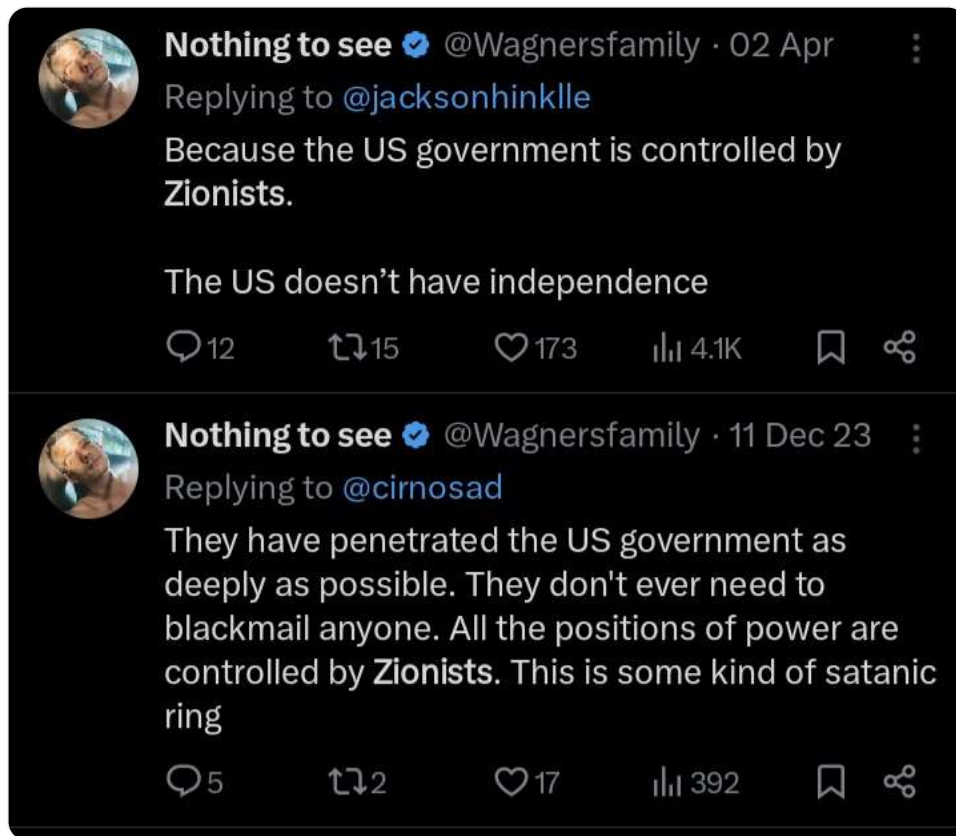 Nothing to see @Wagnersfamily · 02 Apr
Replying to @jacksonhinklle
Because the US government is controlled by
Zionists.
The US doesn’t have independence
12 15 173 4.1K
Nothing to see @Wagnersfamily · 11 Dec 23
Replying to @cirnosad
They have penetrated the US government as
deeply as possible. They don't ever need to
blackmail anyone. All the positions of power are
controlled by Zionists. This is some kind of satanic
ring
5 2 17 392